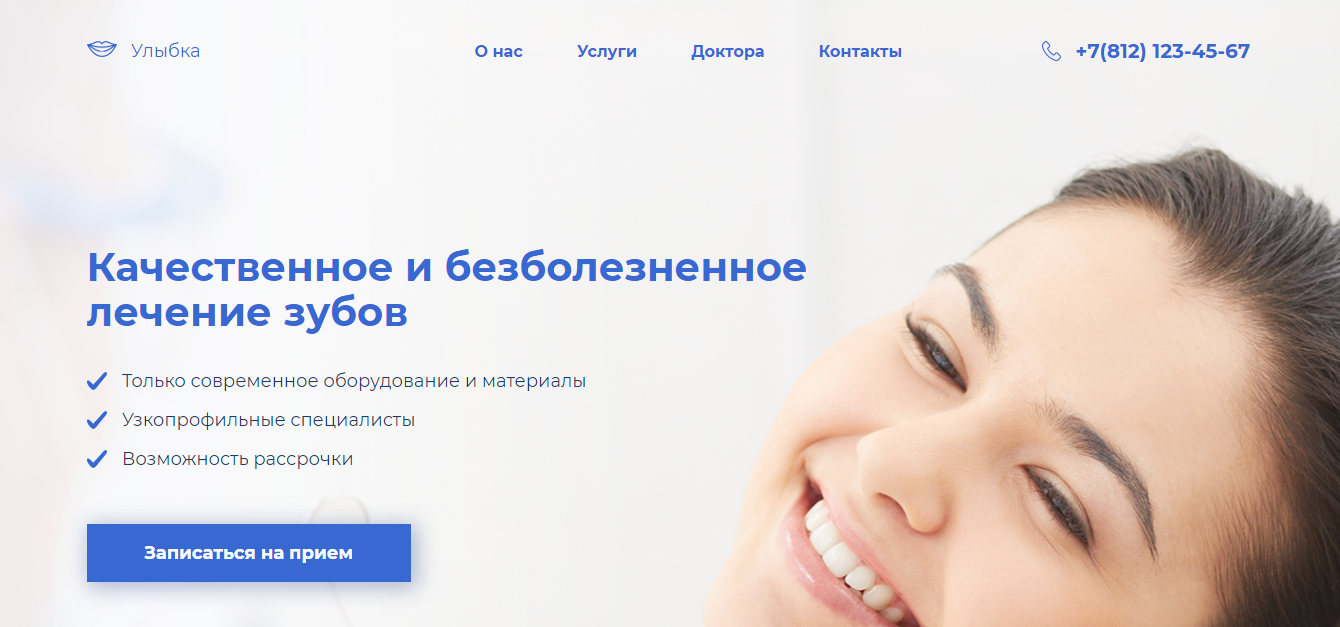 Улыбка
О нас
Услуги
Доктора
Контакты
+7(812) 123-45-67
Качественное и безболезненное
лечение зубов
Только современное оборудование и материалы
Узкопрофильные специалисты
Возможность рассрочки
Записаться на прием